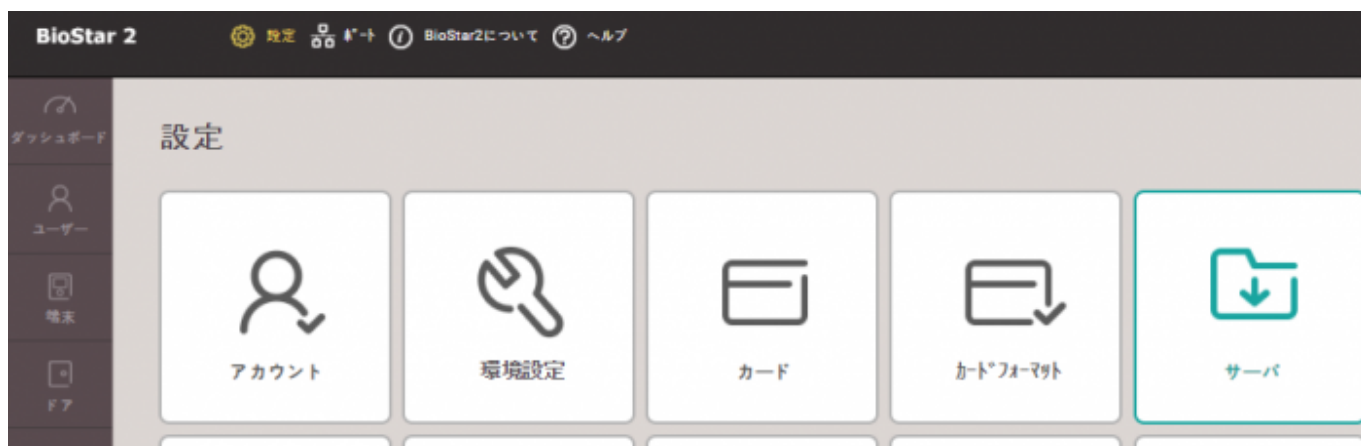 BioStar 2
設定 ﾎﾟｰﾄ BioStar2について ヘルプ
ダッシュボード
設定
ユーザー
端末
ドア
アカウント
環境設定
カード
ｶｰﾄﾞﾌｫｰﾏｯﾄ
サーバ